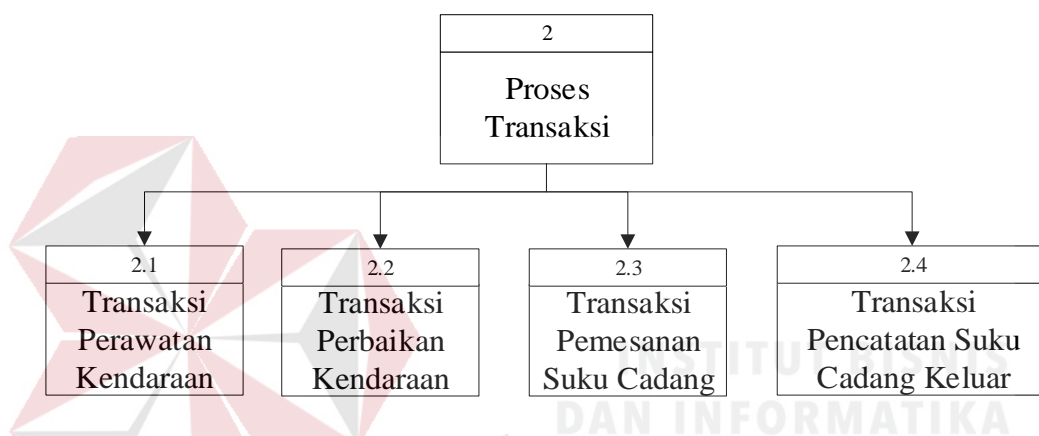 2
Proses
Transaksi
2.1
Transaksi
Perawatan
Kendaraan
2.2
Transaksi
Perbaikan
Kendaraan
2.3
Transaksi
Pemesanan
Suku Cadang
2.4
Transaksi
Pencatatan Suku
Cadang Keluar
INSTITUT BISNIS
DAN INFORMATIKA